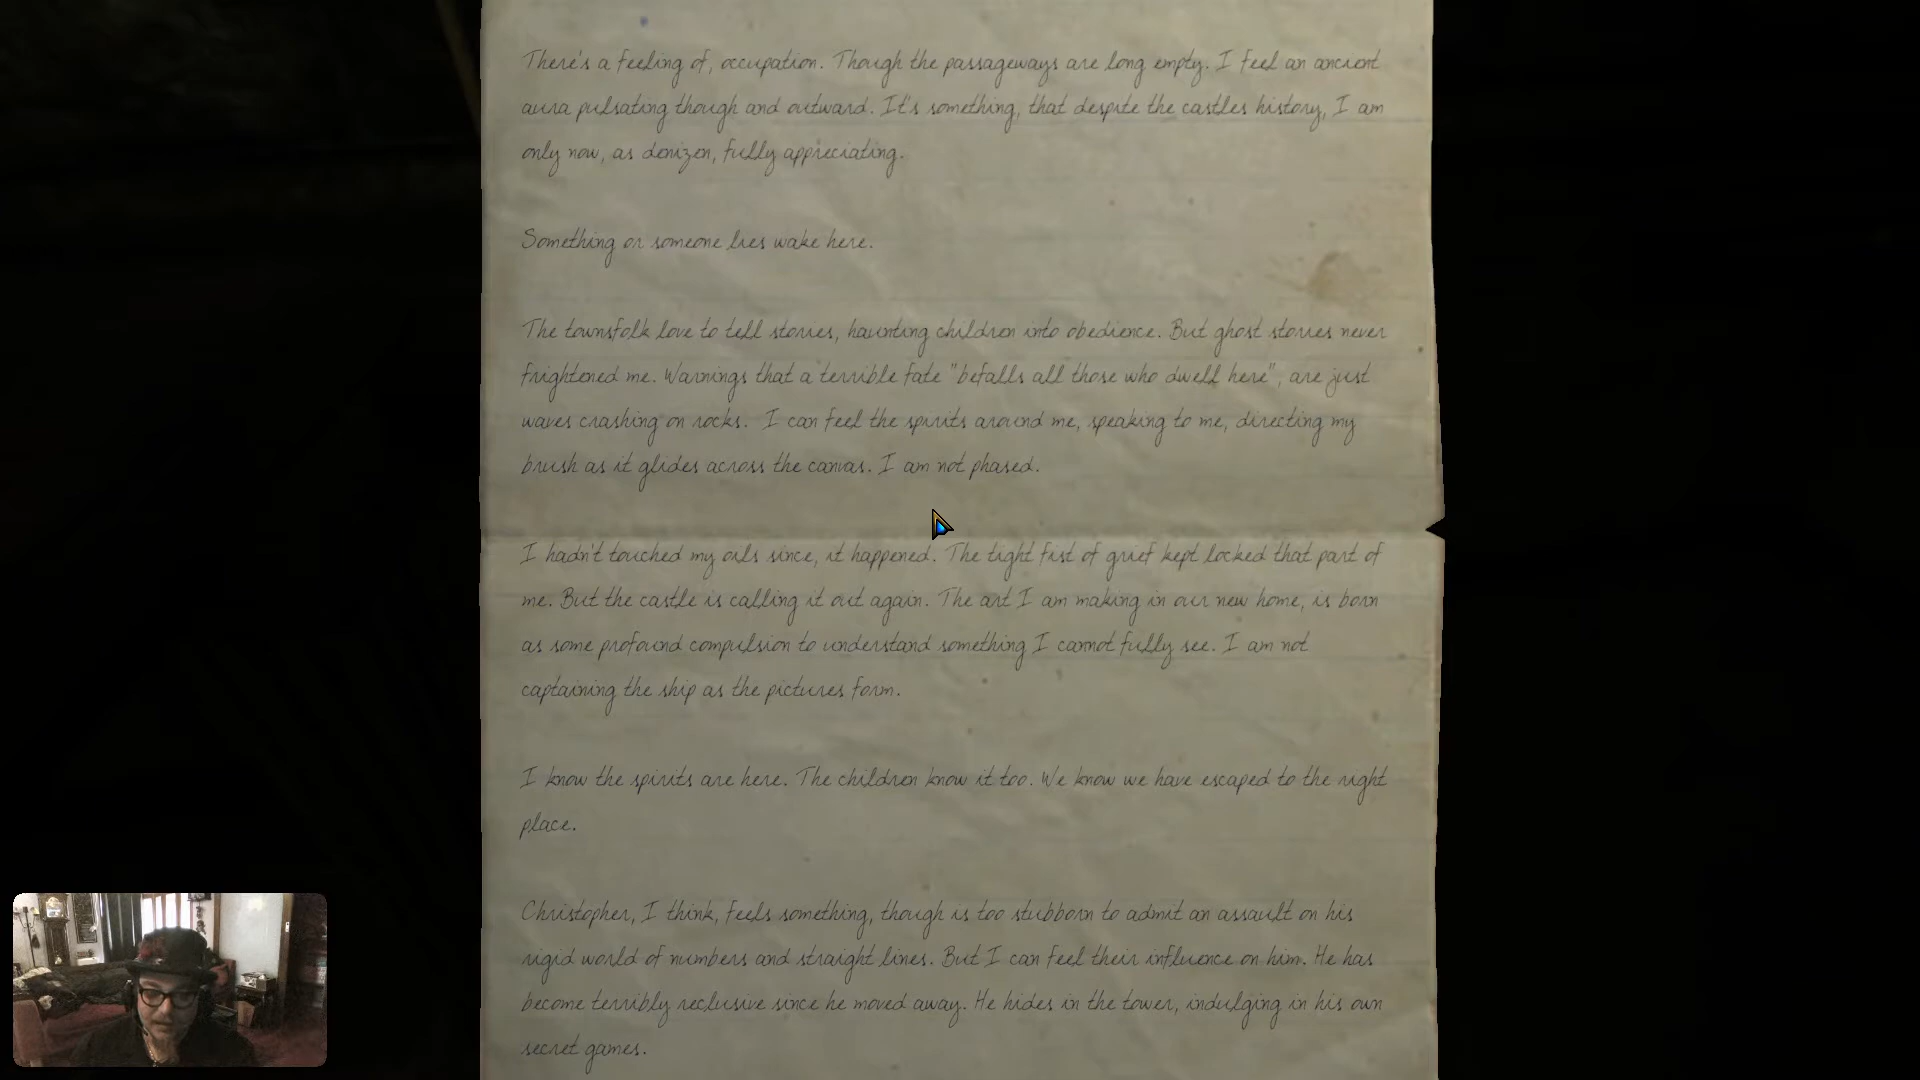 There's a feeling of, occupation. Though the passageways are long empty. I feel an ancient
aura pulsating though and outward. It's something, that despite the castles history, I am
only now, as denizen, fully appreciating.
Something or someone lies wake here.
The townsfolk love to tell stories, haunting children into obedience. But ghost stories never
frightened me. Warnings that a terrible fate "befalls all those who dwell here", are just
waves crashing on rocks. I can feel the spirits around me, speaking to me, directing my
brush as it glides across the canvas. I am not phased.
I hadn't touched my oils since, it happened. The tight fist of grief kept locked that part of
me. But the castle is calling it out again. The art I am making in our new home, is born
as some profound compulsion to understand something I cannot fully see. I am not
captaining the ship as the pictures form.
I know the spirits are here. The children know it too. We know we have escaped to the right
place.
Christopher, I think, feels something, though is too stubborn to admit an assault on his
rigid world of numbers and straight lines. But I can feel their influence on him. He has
become terribly reclusive since he moved away. He hides in the tower, indulging in his own
secret games.